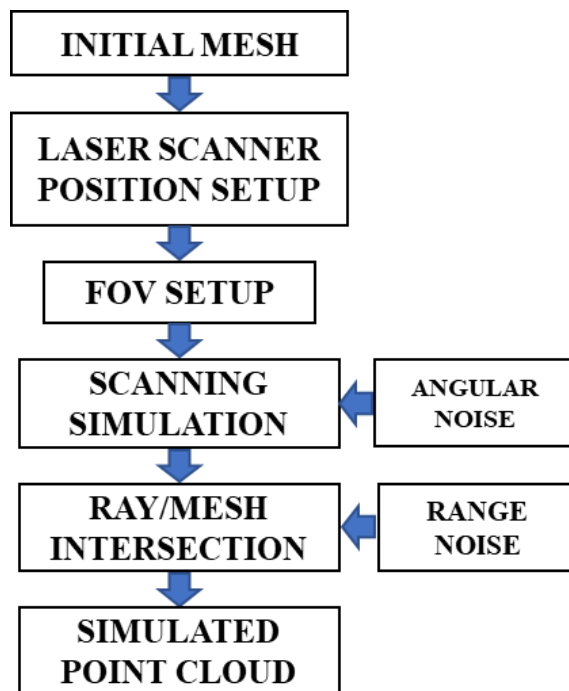 INITIAL MESH
LASER SCANNER
POSITION SETUP
FOV SETUP
SCANNING
SIMULATION
ANGULAR
NOISE
RAY/MESH
INTERSECTION
RANGE
NOISE
SIMULATED
POINT CLOUD